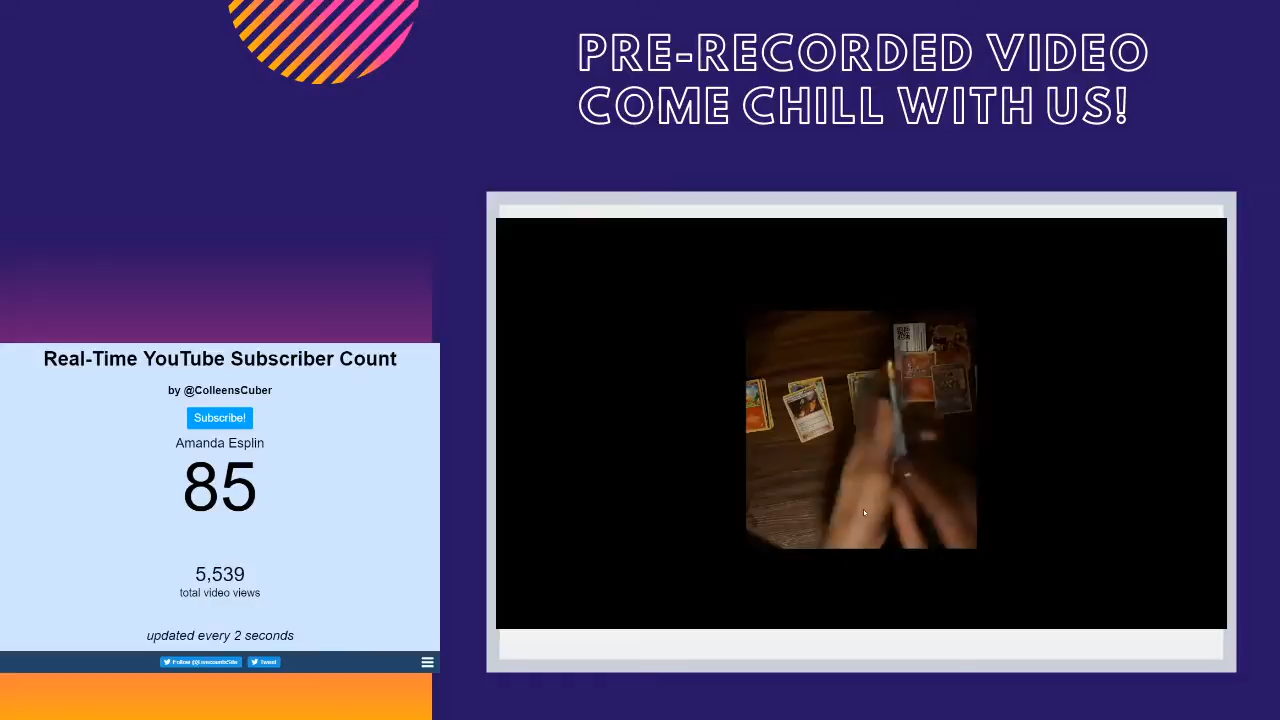 PRE-RECORDED VIDEO
COME CHILL WITH US!
Real-Time YouTube Subscriber Count
by @ColleensCuber
Subscribe!
Amanda Esplin
85
5,539
total video views
updated every 2 seconds
Tweet